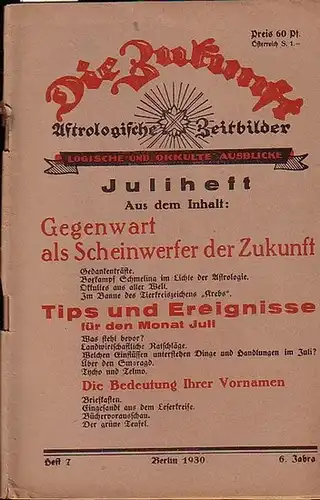 Preis 60 Pf.
Österreich S. 1.–
Die Zukunft
Astrologische Zeitbilder
LOGISCHE UND OKKULTE AUSBLICKE
Juliheft
Aus dem Inhalt:
Gegenwart
als Scheinwerfer der Zukunft
Gedankenkräfte.
Boxkampf Schmeling im Lichte der Astrologie.
Okkultes aus aller Welt.
Im Banne des Tierkreiszeichens „Krebs".
Tips und Ereignisse
für den Monat Juli
Was steht bevor?
Landwirtschaftliche Ratschläge.
Welchen Einflüssen unterstehen Dinge und Handlungen im Juli?
Über den Smaragd.
Tycho und Telmo.
Die Bedeutung Ihrer Vornamen
Briefkasten.
Eingesandt aus dem Leserkreise.
Büchervorausschau.
Der grüne Teufel.
Heft 7
Berlin 1930
6. Jahrg